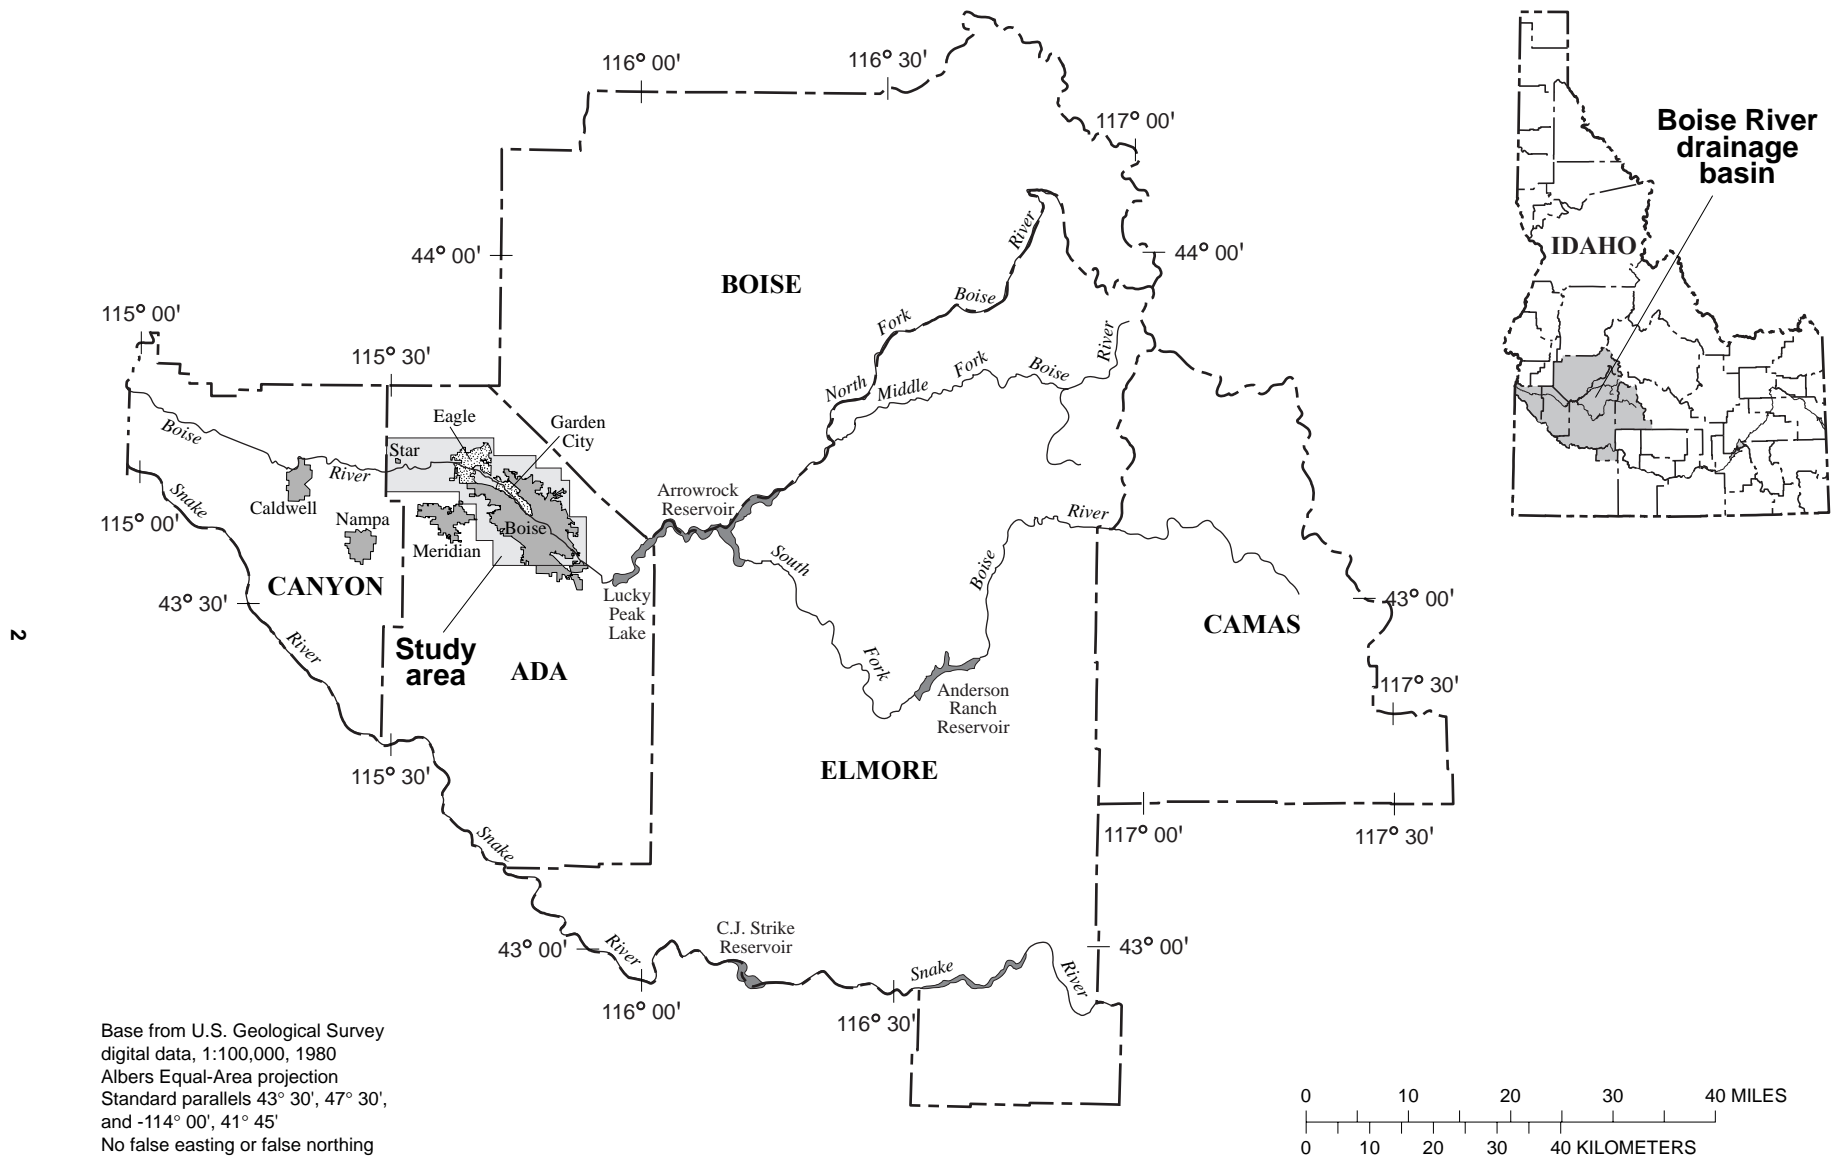 116° 00'
116° 30'
117° 00'
Boise River
drainage
basin
IDAHO
44° 00'
44° 00'
BOISE
River
Boise
Fork
North
Middle
Fork
Boise
River
115° 00'
115° 30'
Boise
River
Eagle
Garden
City
Star
Caldwell
Nampa
Meridian
Boise
Snake
115° 00'
CANYON
43° 30'
River
Study
area
ADA
Arrowrock
Reservoir
Lucky
Peak
Lake
South
Fork
Boise
River
Anderson
Ranch
Reservoir
CAMAS
43° 00'
117° 30'
ELMORE
115° 30'
117° 00'
117° 30'
Snake
43° 00'
River
C.J. Strike
Reservoir
Snake
River
43° 00'
116° 00'
116° 30'
2
Base from U.S. Geological Survey
digital data, 1:100,000, 1980
Albers Equal-Area projection
Standard parallels 43° 30', 47° 30',
and -114° 00', 41° 45'
No false easting or false northing
0 10 20 30 40 MILES
0 10 20 30 40 KILOMETERS